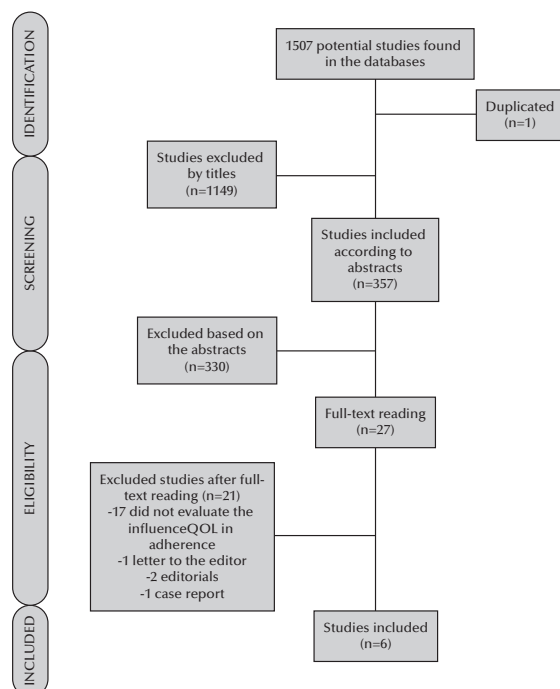 IDENTIFICATION
1507 potential studies found
in the databases
Duplicated
(n=1)
Studies excluded
by titles
(n=1149)
SCREENING
Studies included
according to
abstracts
(n=357)
Excluded based on
the abstracts
(n=330)
ELIGIBILITY
Full-text reading
(n=27)
Excluded studies after full-
text reading (n=21)
-17 did not evaluate the
influenceQOL in
adherence
-1 letter to the editor
-2 editorials
-1 case report
INCLUDED
Studies included
(n=6)